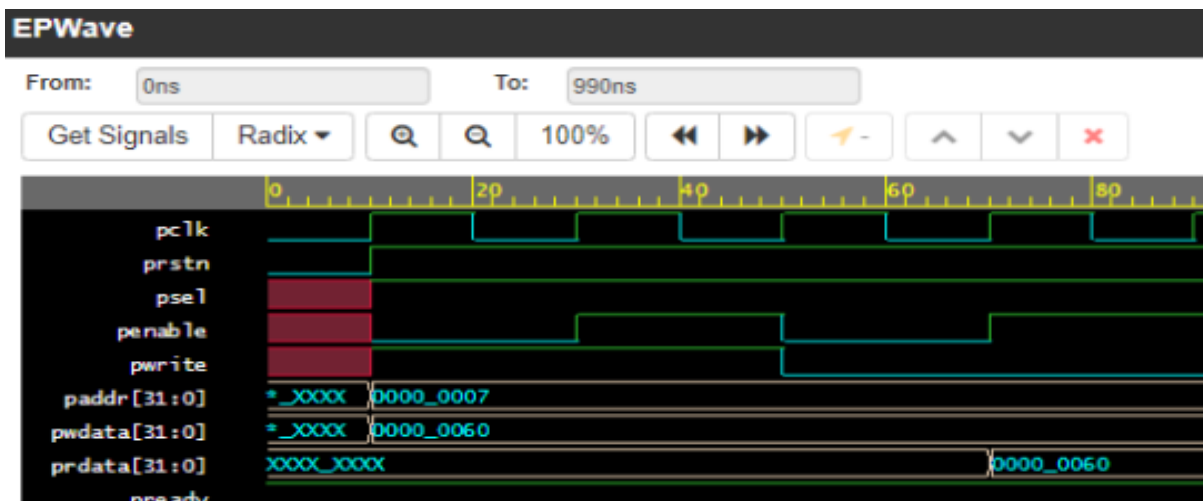 EPWave
From: 0ns To: 990ns
Get Signals Radix 100% -
0 20 40 60 80
pclk
prstn
psel
penable
pwrite
paddr[31:0] *_XXXX 0000_0007
pwdata[31:0] *_XXXX 0000_0060
prdata[31:0] XXXX_XXXX 0000_0060
pready